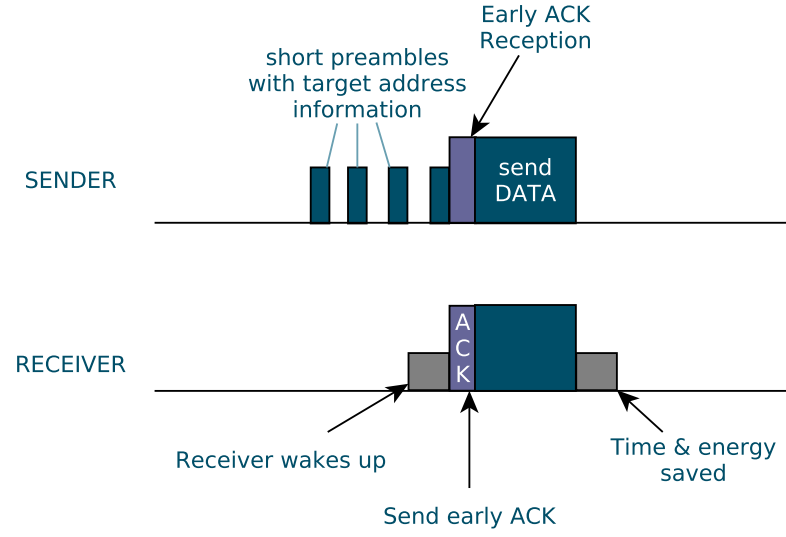 Early ACK
Reception
short preambles
with target address
information
SENDER
send
DATA
RECEIVER
A
C
K
Receiver wakes up
Time & energy
saved
Send early ACK